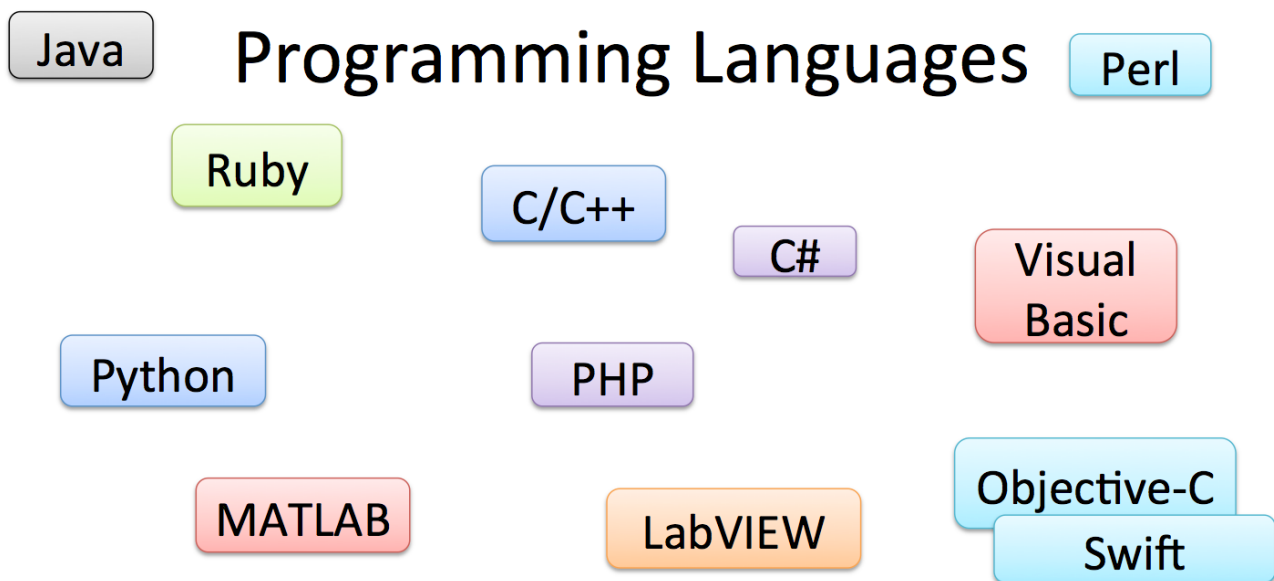 Java
Programming Languages
Perl
Ruby
C/C++
C#
Visual
Basic
Python
PHP
MATLAB
LabVIEW
Objective-C
Swift